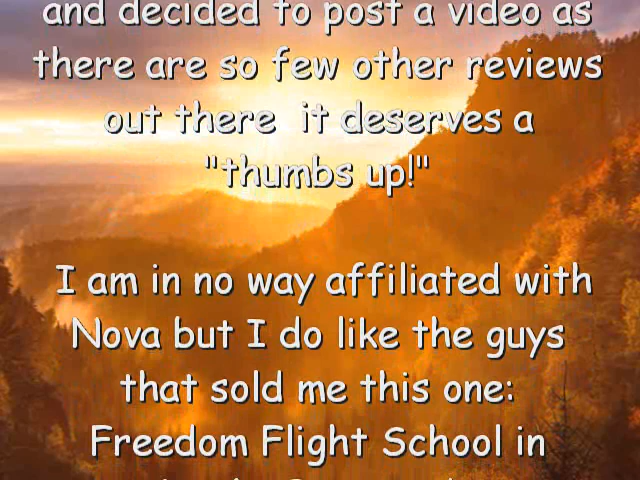 and decided to post a video as
there are so few other reviews
out there  it deserves a
"thumbs up!"
I am in no way affiliated with
Nova but I do like the guys
that sold me this one:
Freedom Flight School in